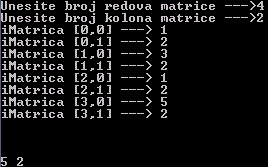 Unesite broj redova matrice --->4
Unesite broj kolona matrice --->2
iMatrica [0,0] ---> 1
iMatrica [0,1] ---> 2
iMatrica [1,0] ---> 3
iMatrica [1,1] ---> 2
iMatrica [2,0] ---> 1
iMatrica [2,1] ---> 2
iMatrica [3,0] ---> 5
iMatrica [3,1] ---> 2
5 2